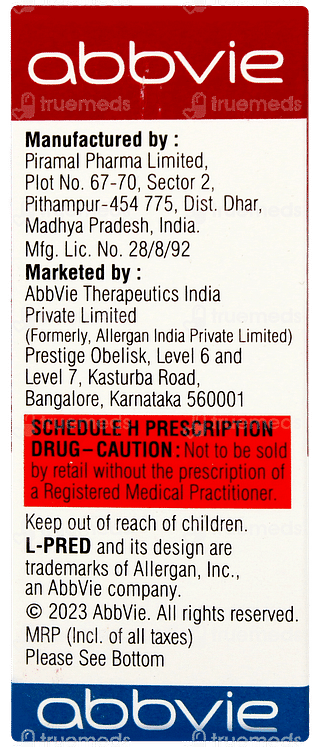 abbvie
Manufactured by :
Piramal Pharma Limited,
Plot No. 67-70, Sector 2,
Pithampur-454 775, Dist. Dhar,
Madhya Pradesh, India.
Mfg. Lic. No. 28/8/92
Marketed by :
AbbVie Therapeutics India
Private Limited
(Formerly, Allergan India Private Limited)
Prestige Obelisk, Level 6 and
Level 7, Kasturba Road,
Bangalore, Karnataka 560001
SCHEDULE H PRESCRIPTION
DRUG–CAUTION : Not to be sold
by retail without the prescription of
a Registered Medical Practitioner.
Keep out of reach of children.
L-PRED and its design are
trademarks of Allergan, Inc.,
an AbbVie company.
© 2023 AbbVie. All rights reserved.
MRP (Incl. of all taxes)
Please See Bottom
abbvie
truemeds